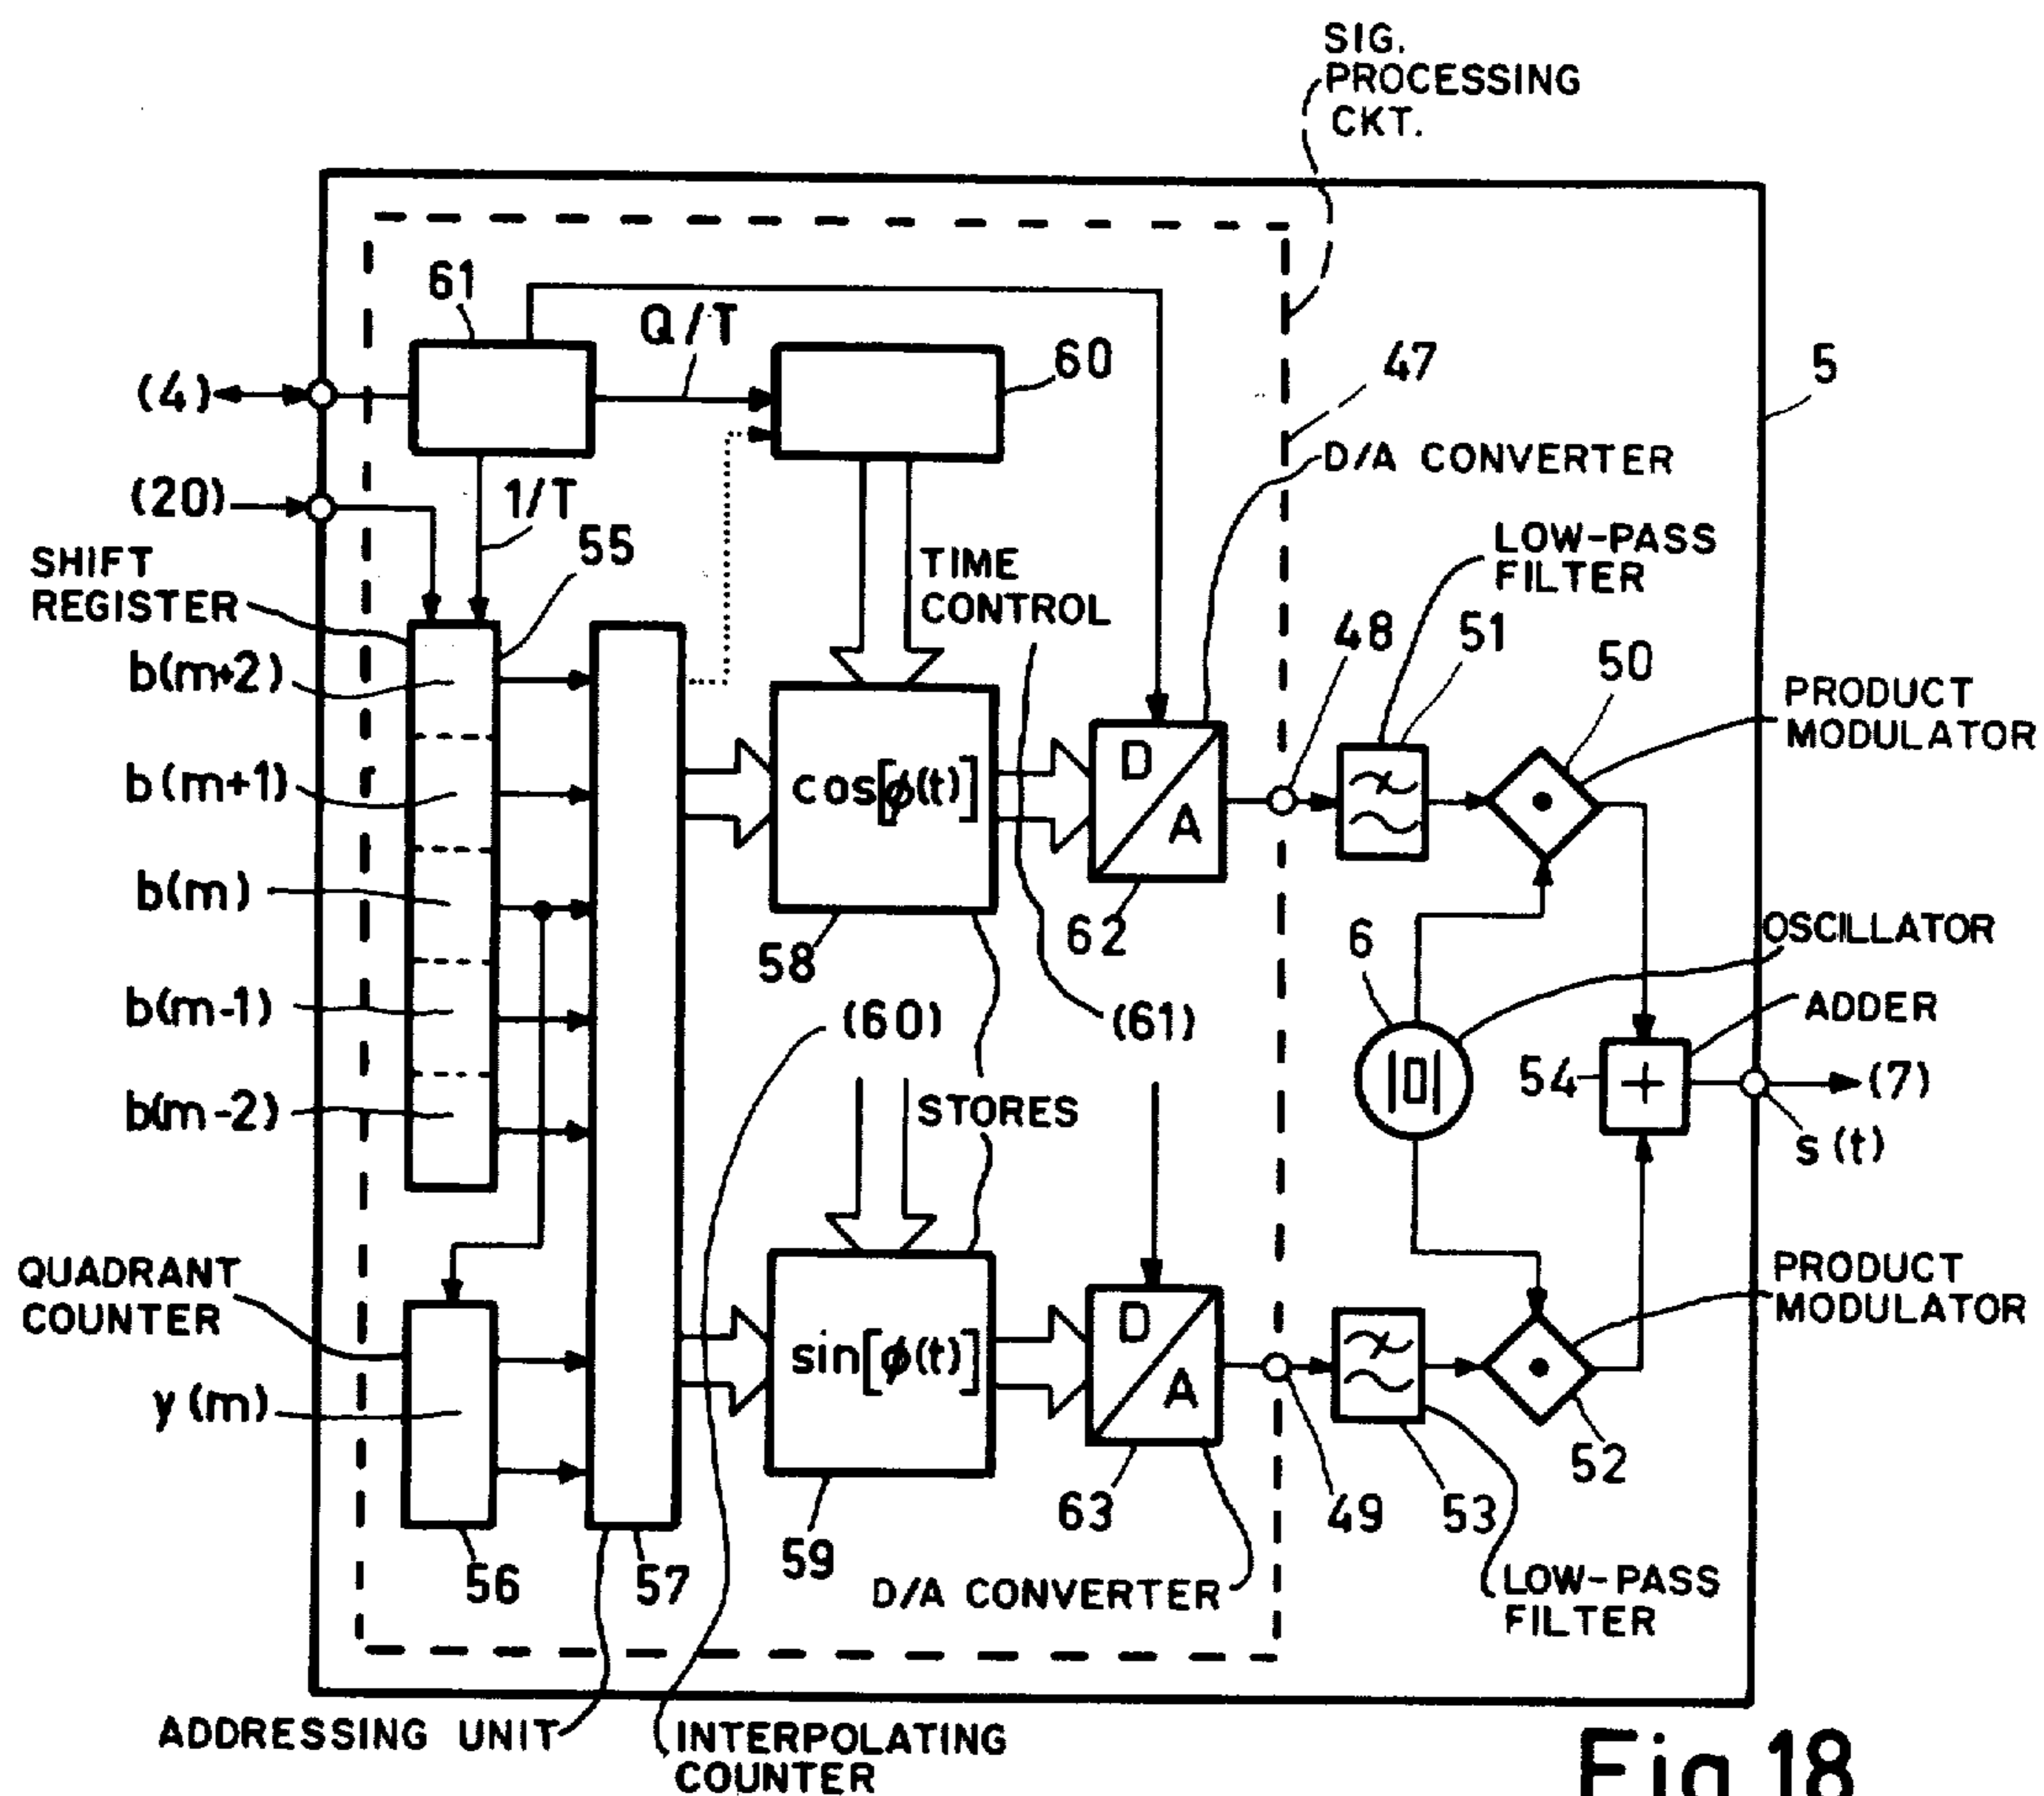 SIG.
PROCESSING
CKT.
61
Q/T
60
47
5
(4)
D/A CONVERTER
(20)
1/T
55
LOW-PASS
FILTER
SHIFT
REGISTER
TIME
CONTROL
48
51
50
b(m+2)
PRODUCT
MODULATOR
b(m+1)
cos[ϕ(t)]
D
A
b(m)
58
62
6
OSCILLATOR
b(m-1)
(60)
(61)
ADDER
|0|
54
+
(7)
b(m-2)
STORES
s(t)
QUADRANT
COUNTER
PRODUCT
MODULATOR
y(m)
sin[ϕ(t)]
D
A
56
57
59
63
49
53
52
D/A CONVERTER
LOW-PASS
FILTER
ADDRESSING UNIT
INTERPOLATING
COUNTER
Fig.18